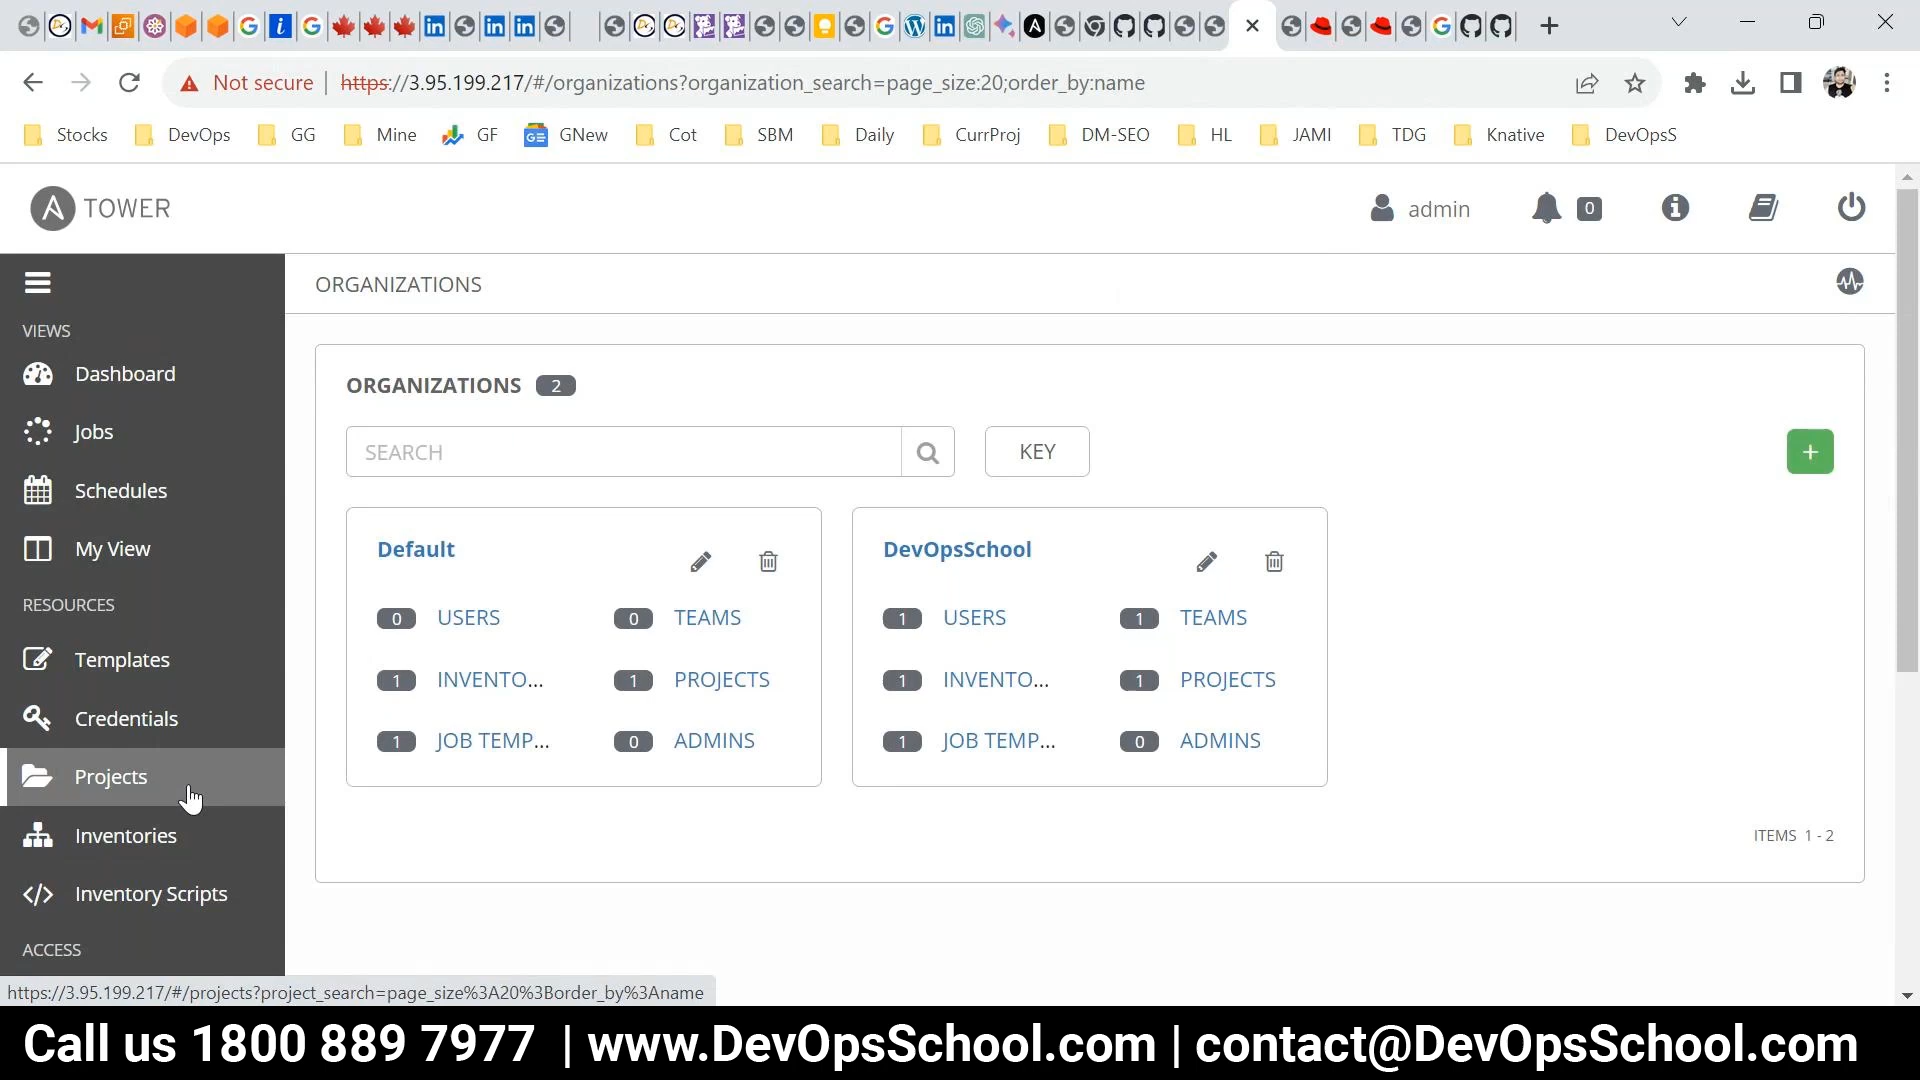 Not secure | https://3.95.199.217/#/organizations?organization_search=page_size:20;order_by:name
Stocks DevOps GG Mine GF GNew Cot SBM Daily CurrProj DM-SEO HL JAMI TDG Knative DevOpsS
TOWER
admin 0
ORGANIZATIONS
VIEWS
Dashboard
Jobs
Schedules
My View
RESOURCES
Templates
Credentials
Projects
Inventories
Inventory Scripts
ACCESS
ORGANIZATIONS 2
SEARCH KEY +
Default
0 USERS 0 TEAMS
1 INVENTO... 1 PROJECTS
1 JOB TEMP... 0 ADMINS
DevOpsSchool
1 USERS 1 TEAMS
1 INVENTO... 1 PROJECTS
1 JOB TEMP... 0 ADMINS
ITEMS 1 - 2
https://3.95.199.217/#/projects?project_search=page_size%3A20%3Border_by%3Aname
Call us 1800 889 7977 | www.DevOpsSchool.com | contact@DevOpsSchool.com